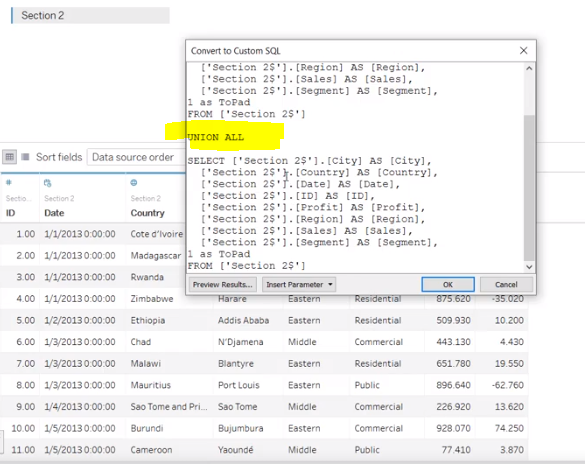 Section 2
Convert to Custom SQL
['Section 2$'].[Region] AS [Region],
['Section 2$'].[Sales] AS [Sales],
['Section 2$'].[Segment] AS [Segment],
1 as ToPad
FROM ['Section 2$']
UNION ALL
SELECT ['Section 2$'].[City] AS [City],
['Section 2$'].[Country] AS [Country],
['Section 2$'].[Date] AS [Date],
['Section 2$'].[ID] AS [ID],
['Section 2$'].[Profit] AS [Profit],
['Section 2$'].[Region] AS [Region],
['Section 2$'].[Sales] AS [Sales],
['Section 2$'].[Segment] AS [Segment],
1 as ToPad
FROM ['Section 2$']
Preview Results... Insert Parameter OK Cancel
Sort fields Data source order
Sectio... Section 2 Section 2
ID Date Country
1.00 1/1/2013 0:00:00 Cote d'Ivoire
2.00 1/1/2013 0:00:00 Madagascar
3.00 1/1/2013 0:00:00 Rwanda
4.00 1/1/2013 0:00:00 Zimbabwe Harare Eastern Residential 875.620 -35.020
5.00 1/2/2013 0:00:00 Ethiopia Addis Ababa Eastern Residential 509.930 10.200
6.00 1/3/2013 0:00:00 Chad N'Djamena Middle Commercial 443.130 4.430
7.00 1/3/2013 0:00:00 Malawi Blantyre Eastern Residential 651.780 19.550
8.00 1/3/2013 0:00:00 Mauritius Port Louis Eastern Public 896.640 -62.760
9.00 1/4/2013 0:00:00 Sao Tome and Pri... Sao Tome Middle Commercial 226.920 13.620
10.00 1/5/2013 0:00:00 Burundi Bujumbura Eastern Commercial 928.070 74.250
11.00 1/5/2013 0:00:00 Cameroon Yaoundé Middle Public 77.410 3.870